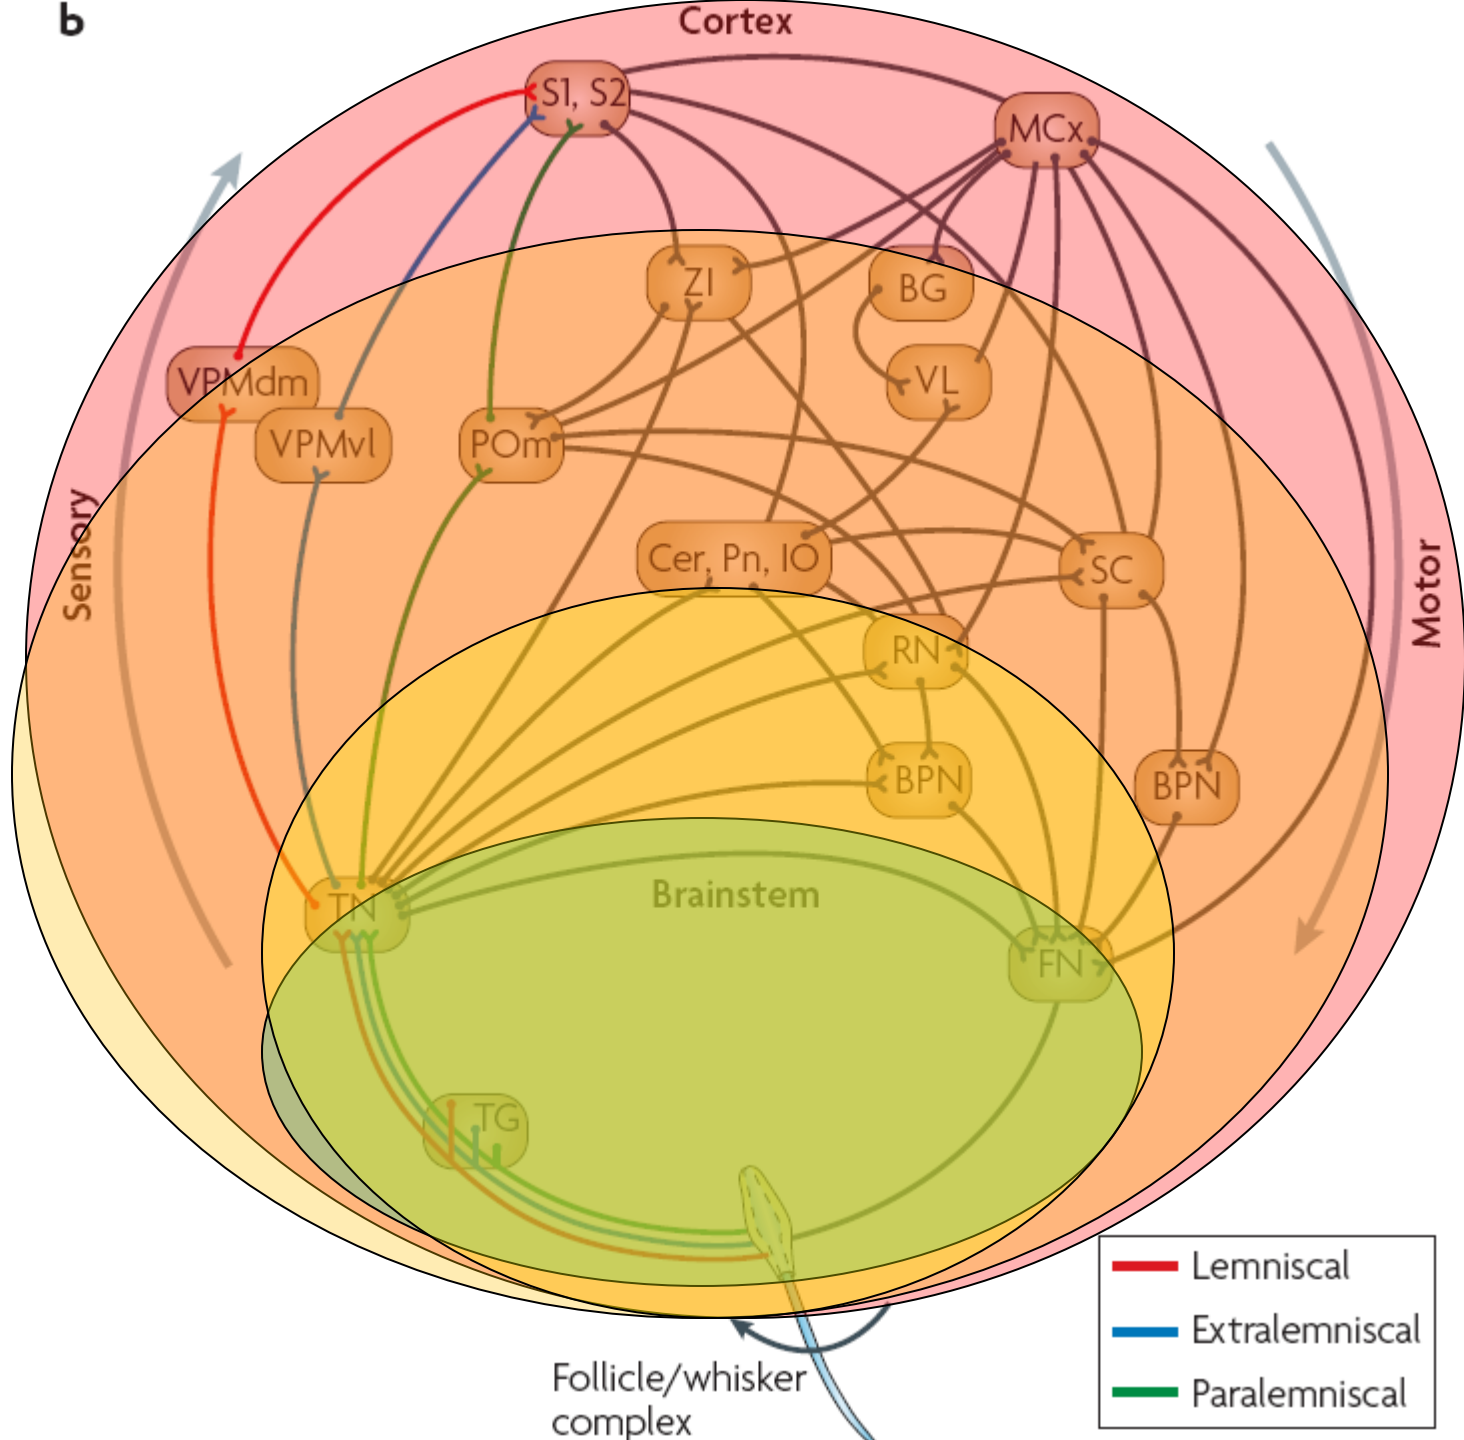 b
Cortex
S1, S2
MCx
ZI
BG
VPMdm
VL
VPMvl
POm
Sensory
Cer, Pn, IO
SC
Motor
RN
BPN
BPN
TN
Brainstem
FN
TG
Lemniscal
Extralemniscal
Paralemniscal
Follicle/whisker
complex